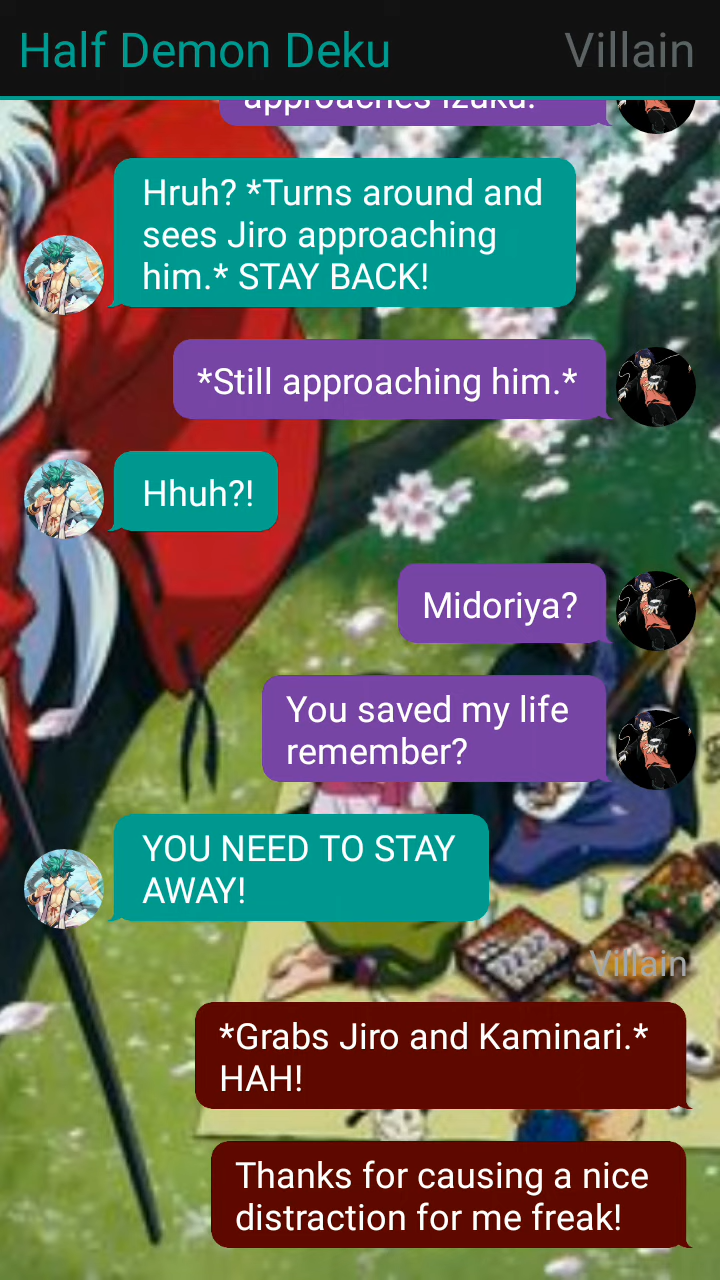 Half Demon Deku
Villain
approaches Izuku.
Hruh? *Turns around and
sees Jiro approaching
him.* STAY BACK!
*Still approaching him.*
Hhuh?!
Midoriya?
You saved my life
remember?
YOU NEED TO STAY
AWAY!
Villain
*Grabs Jiro and Kaminari.*
HAH!
Thanks for causing a nice
distraction for me freak!